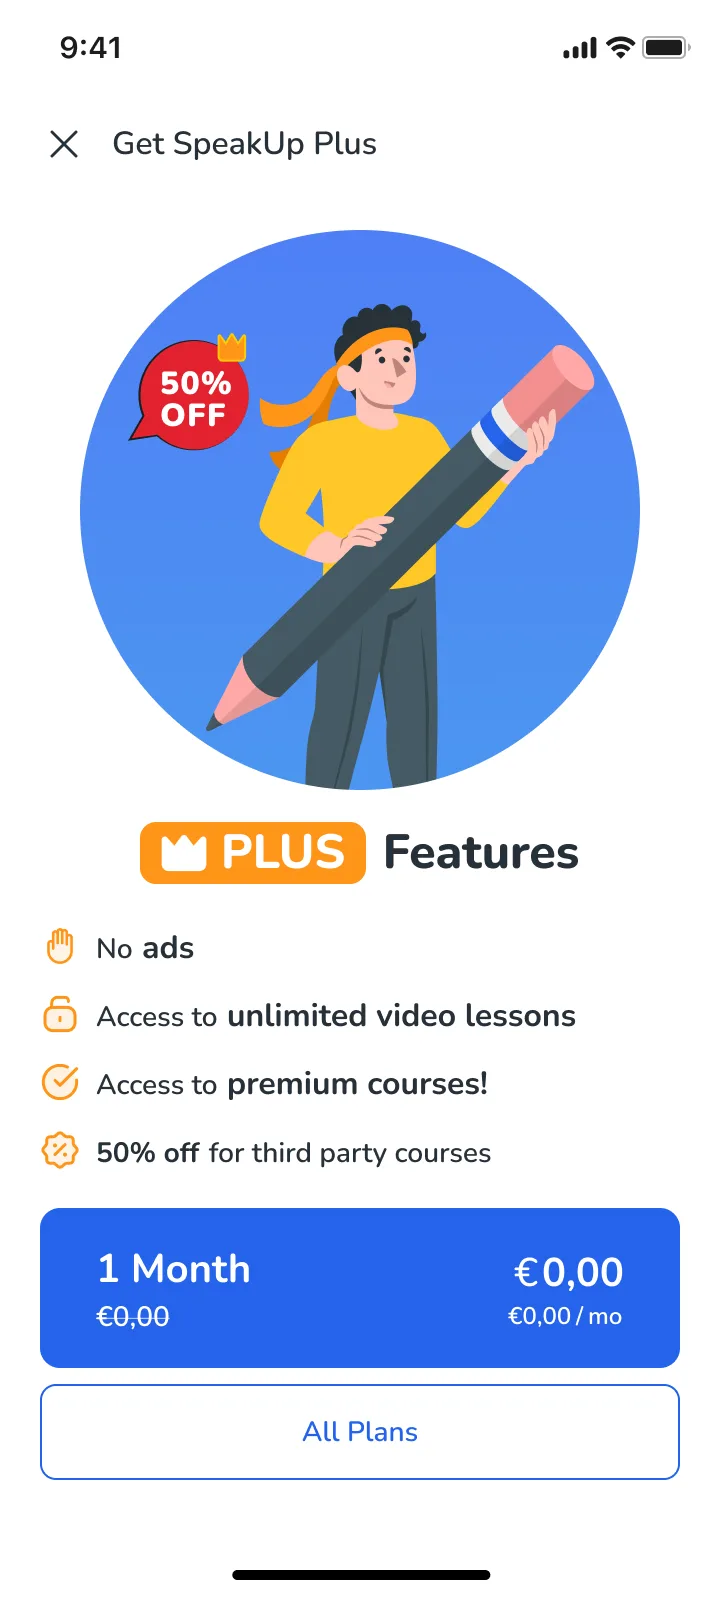 9:41
Get SpeakUp Plus
50%
OFF
PLUS Features
No ads
Access to unlimited video lessons
Access to premium courses!
50% off for third party courses
1 Month
€0,00
€0,00
€0,00 / mo
All Plans